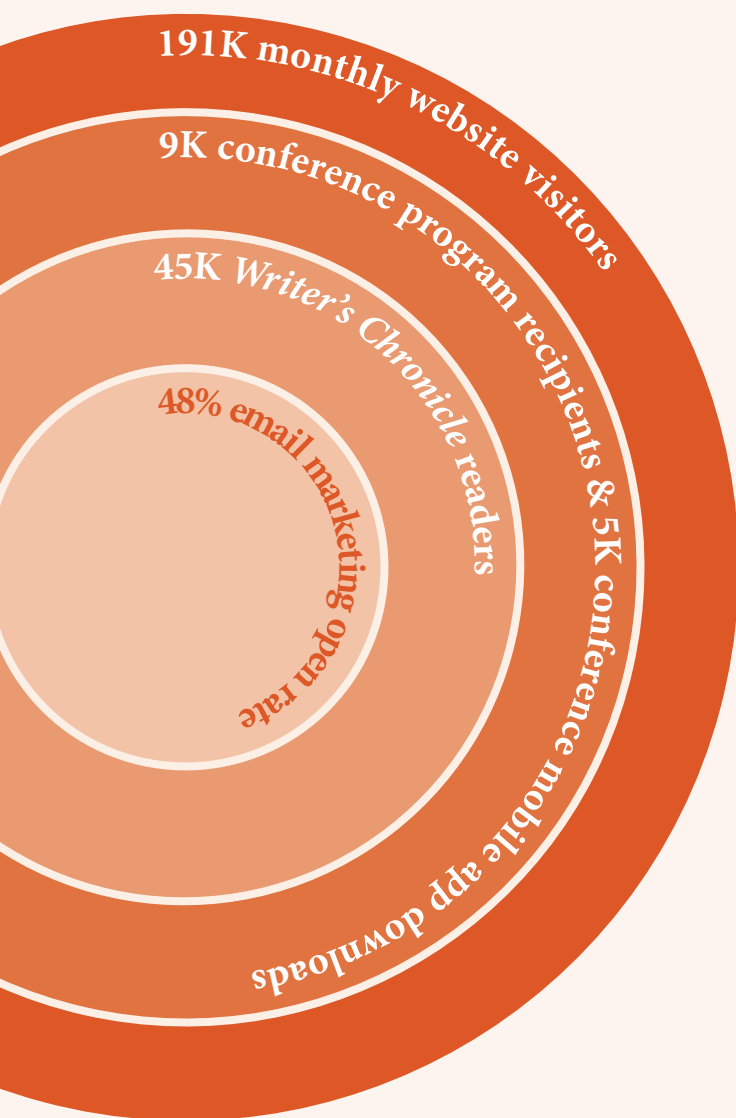 191K monthly website visitors
9K conference program recipients & 5K conference mobile app downloads
45K Writer’s Chronicle readers
48% email marketing open rate